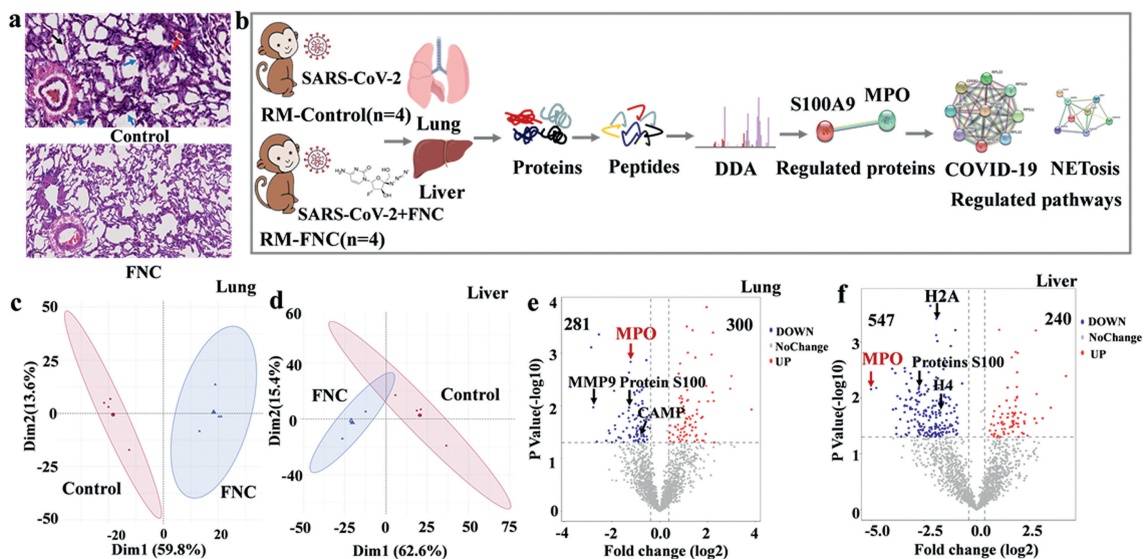 a
Control
FNC
b
SARS-CoV-2
RM-Control(n=4)
SARS-CoV-2+FNC
RM-FNC(n=4)
Lung
Liver
Proteins
Peptides
DDA
S100A9 MPO
Regulated proteins
COVID-19 NETosis
Regulated pathways
c
Lung
50
25
0
-25
-50
Dim2(13.6%)
Control
FNC
-20 0 20
Dim1 (59.8%)
d
Liver
60
40
0
-40
Dim2(15.4%)
FNC
Control
-50 -25 0 25 50 75
Dim1 (62.6%)
e
Lung
281
300
MPO
MMP9 Protein S100
CAMP
DOWN
NoChange
UP
4
3
2
1
0.0
P Value(-log10)
-4 -2 0.0 2 4
Fold change (log2)
f
Liver
547
240
H2A
MPO
Proteins S100
H4
DOWN
NoChange
UP
3
2
1
0.0
P Value(-log10)
-5.0 -2.5 0.0 2.5 5.0
Fold change (log2)